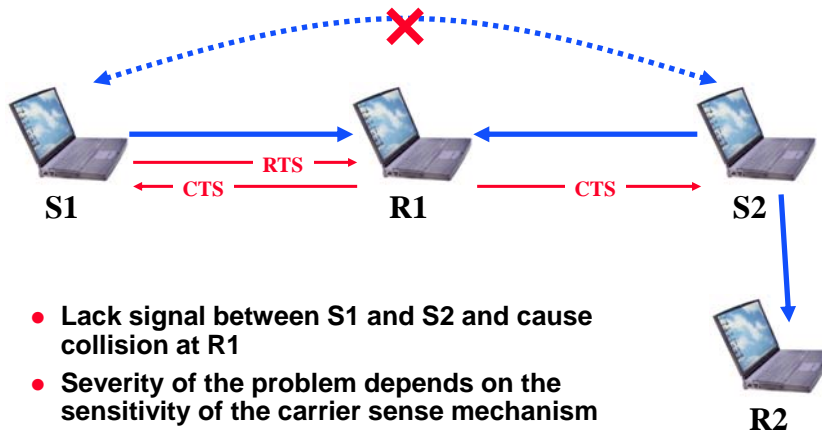 RTS
CTS
CTS
S1
R1
S2
● Lack signal between S1 and S2 and cause
collision at R1
● Severity of the problem depends on the
sensitivity of the carrier sense mechanism
R2